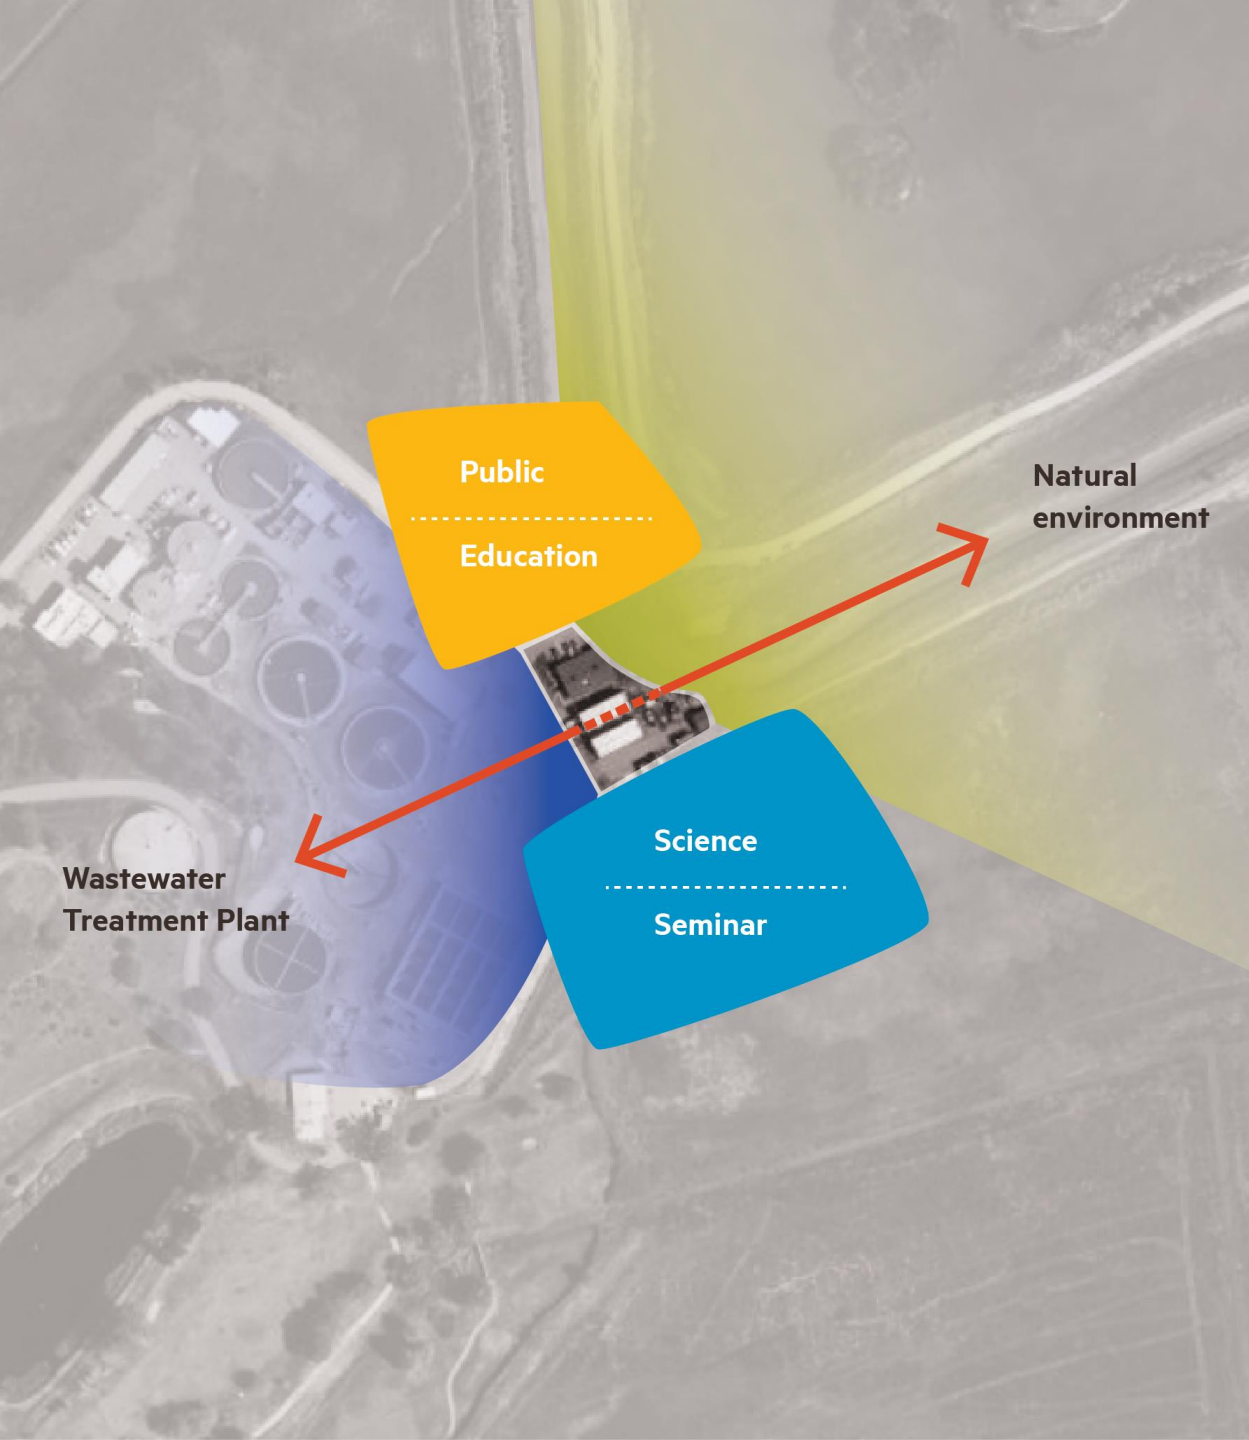 Public
Education
Natural
environment
Science
Seminar
Wastewater
Treatment Plant